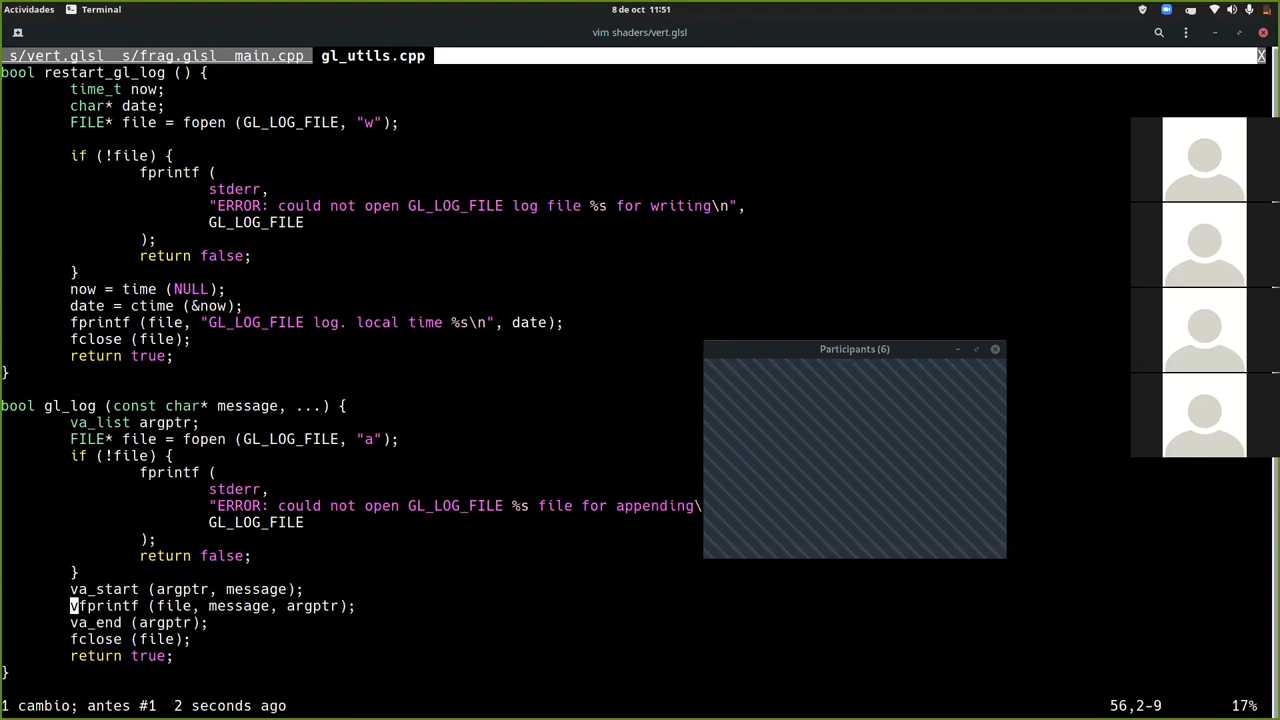 Actividades Terminal 8 de oct 11:51
vim shaders/vert.glsl
s/vert.glsl s/frag.glsl main.cpp gl_utils.cpp X
bool restart_gl_log () {
time_t now;
char* date;
FILE* file = fopen (GL_LOG_FILE, "w");
if (!file) {
fprintf (
stderr,
"ERROR: could not open GL_LOG_FILE log file %s for writing\n",
GL_LOG_FILE
);
return false;
}
now = time (NULL);
date = ctime (&now);
fprintf (file, "GL_LOG_FILE log. local time %s\n", date);
fclose (file);
return true;
}
bool gl_log (const char* message, ...) {
va_list argptr;
FILE* file = fopen (GL_LOG_FILE, "a");
if (!file) {
fprintf (
stderr,
"ERROR: could not open GL_LOG_FILE %s file for appending\
GL_LOG_FILE
);
return false;
}
va_start (argptr, message);
vfprintf (file, message, argptr);
va_end (argptr);
fclose (file);
return true;
}
Participants (6)
1 cambio; antes #1 2 seconds ago 56,2-9 17%